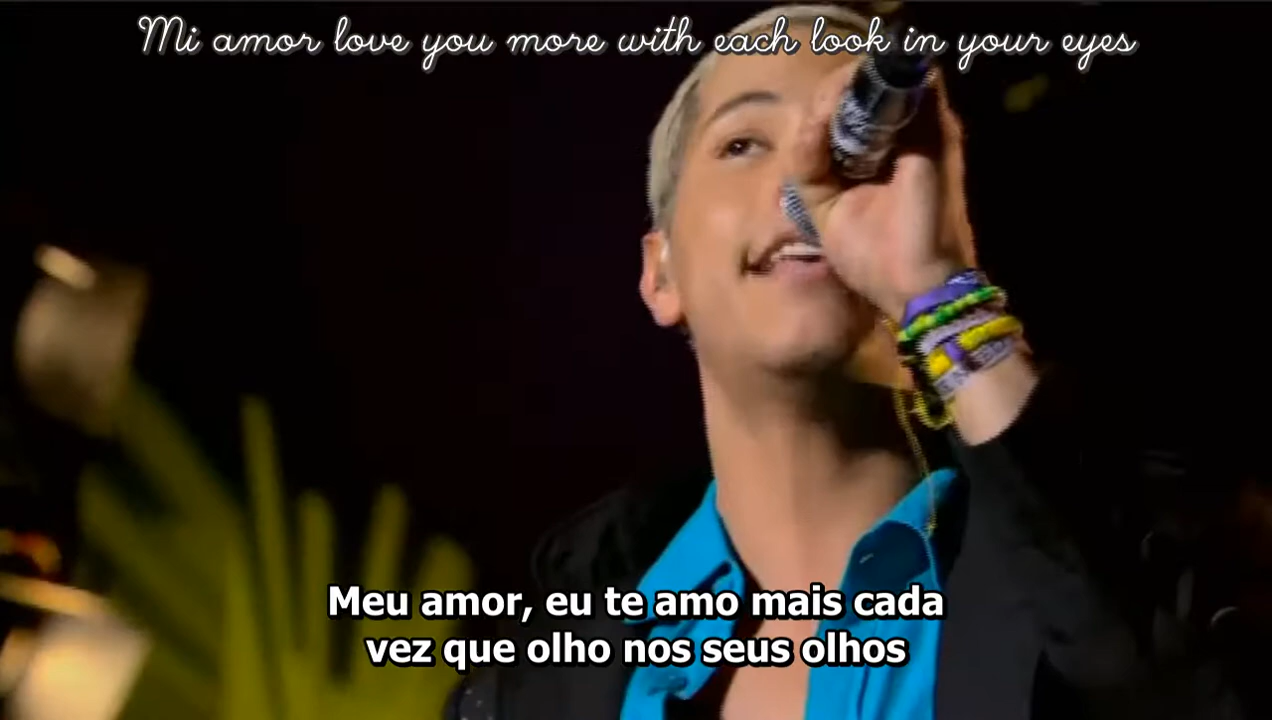 Mi amor love you more with each look in your eyes
Meu amor, eu te amo mais cada
vez que olho nos seus olhos